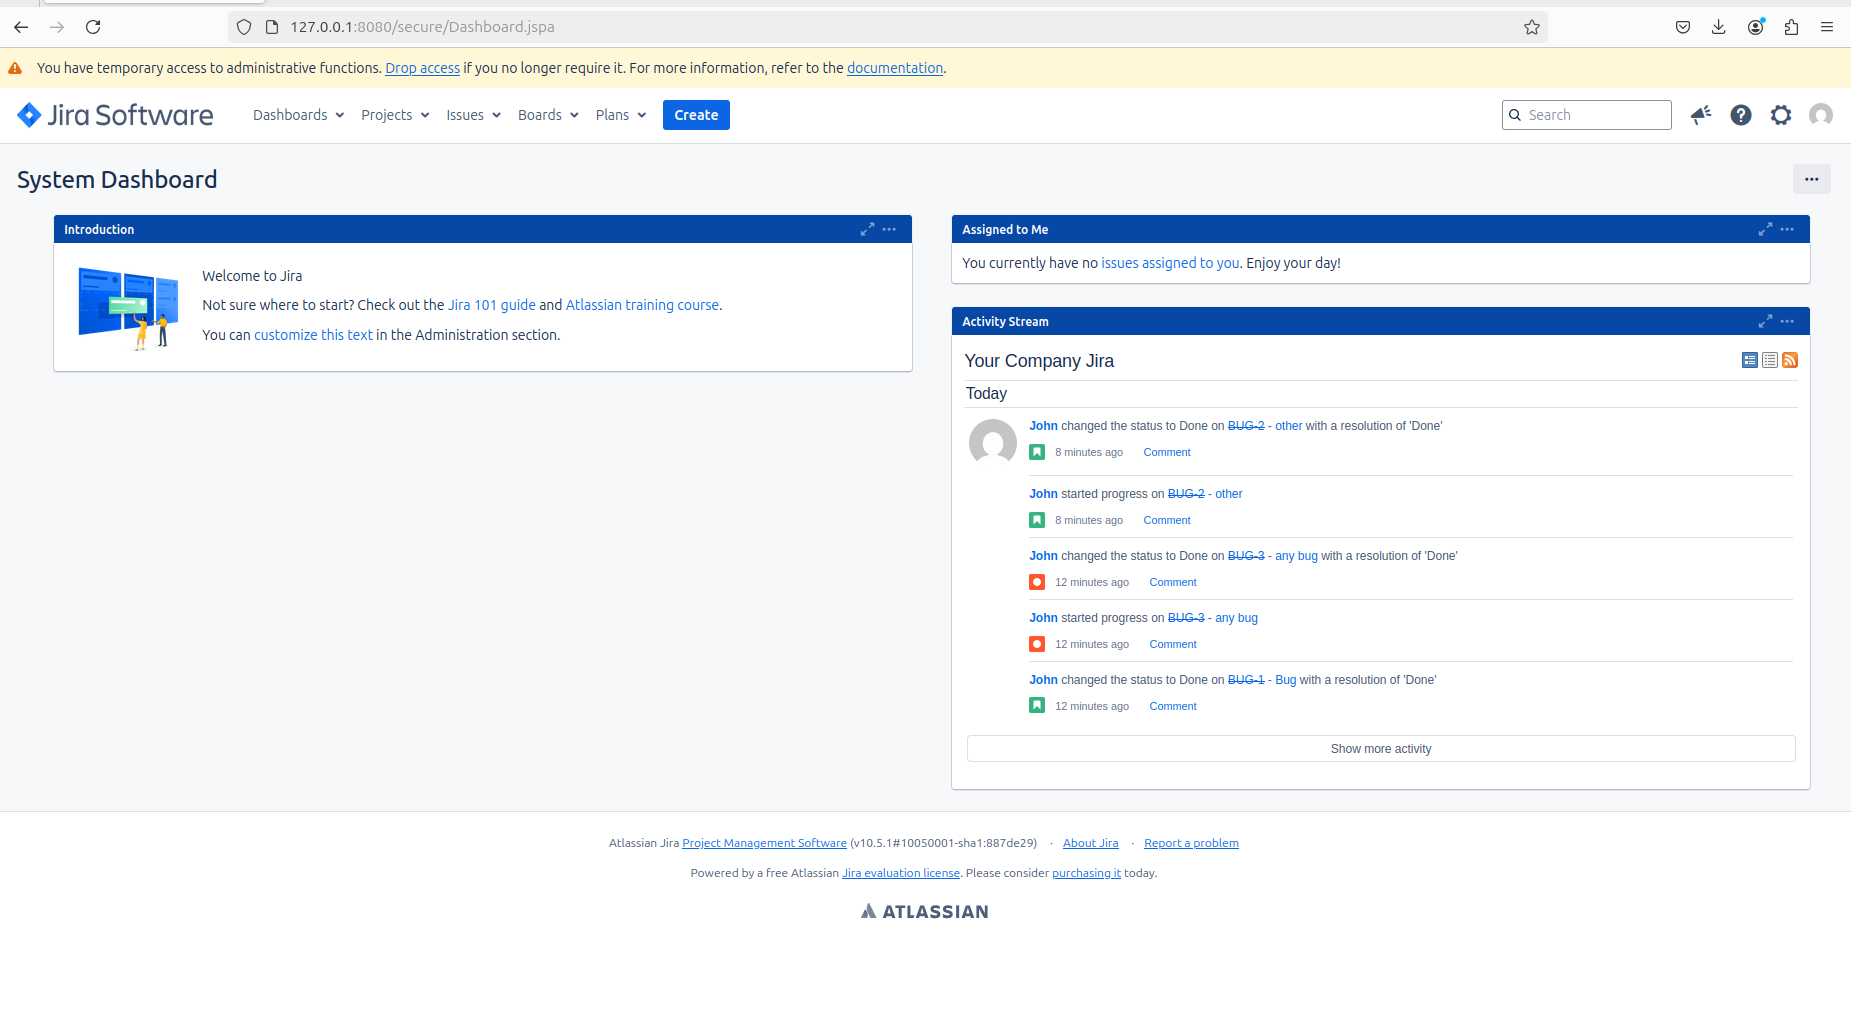 127.0.0.1:8080/secure/Dashboard.jspa
You have temporary access to administrative functions. Drop access if you no longer require it. For more information, refer to the documentation.
Jira Software Dashboards Projects Issues Boards Plans Create Search
System Dashboard
Introduction
Welcome to Jira
Not sure where to start? Check out the Jira 101 guide and Atlassian training course.
You can customize this text in the Administration section.
Assigned to Me
You currently have no issues assigned to you. Enjoy your day!
Activity Stream
Your Company Jira
Today
John changed the status to Done on BUG-2 - other with a resolution of 'Done'
8 minutes ago Comment
John started progress on BUG-2 - other
8 minutes ago Comment
John changed the status to Done on BUG-3 - any bug with a resolution of 'Done'
12 minutes ago Comment
John started progress on BUG-3 - any bug
12 minutes ago Comment
John changed the status to Done on BUG-1 - Bug with a resolution of 'Done'
12 minutes ago Comment
Show more activity
Atlassian Jira Project Management Software (v10.5.1#10050001-sha1:887de29) · About Jira · Report a problem
Powered by a free Atlassian Jira evaluation license. Please consider purchasing it today.
ATLASSIAN